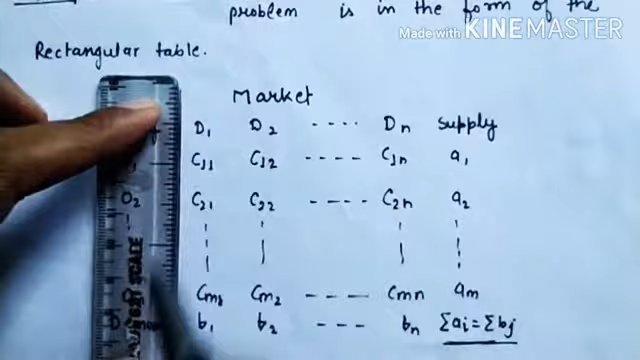 problem is in the form of the
Made with KINEMASTER
Rectangular table.
Market
D1 D2 ---- Dn supply
C11 C12 ---- C1n a1
O2 C21 C22 ---- C2n a2
Cm1 Cm2 ---- Cmn am
b1 b2 --- bn Σai=Σbj